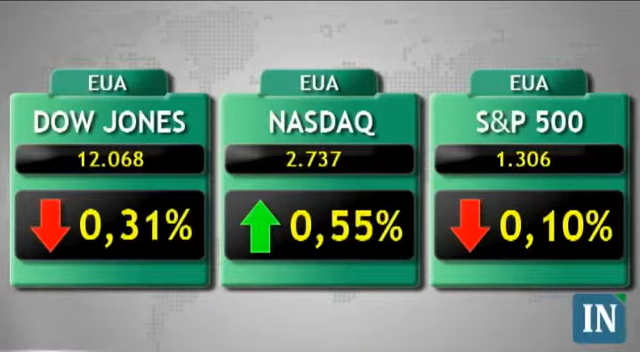 EUA
DOW JONES
12.068
0,31%
EUA
NASDAQ
2.737
0,55%
EUA
S&P 500
1.306
0,10%
IN